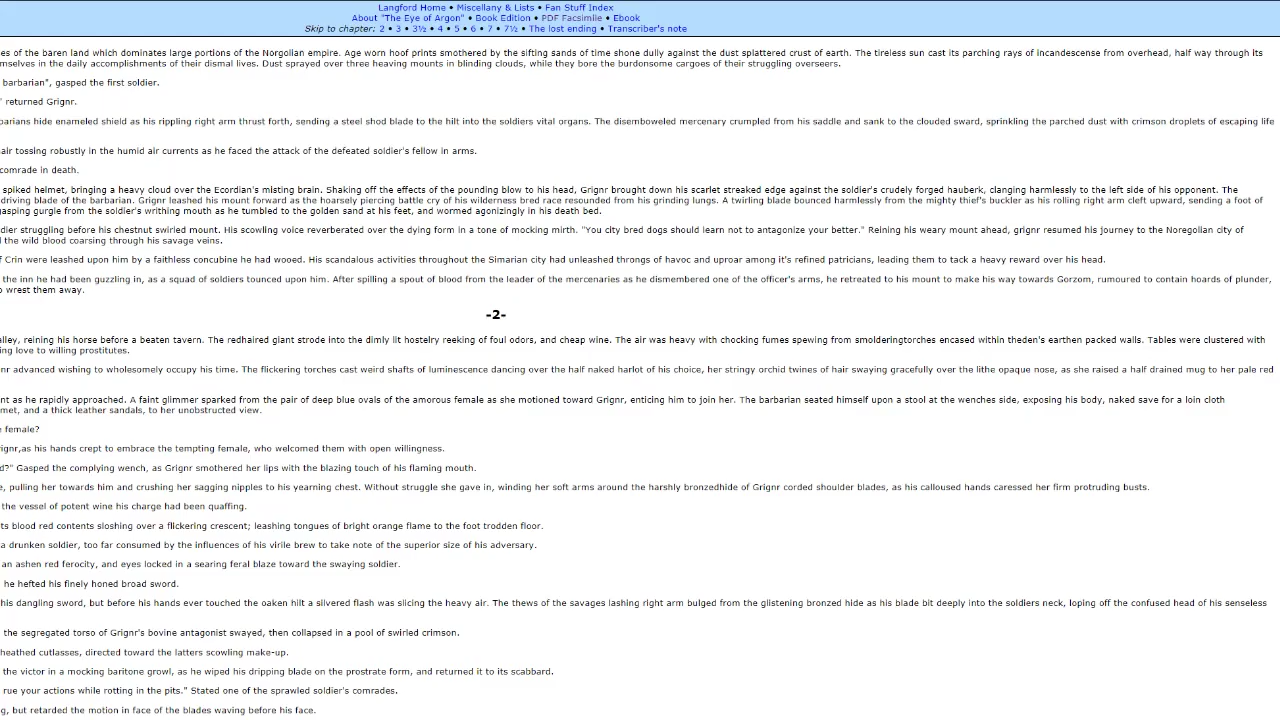 Langford Home • Miscellany & Lists • Fan Stuff Index
About "The Eye of Argon" • Book Edition • PDF Facsimile • Ebook
Skip to chapter: 2 • 3 • 3½ • 4 • 5 • 6 • 7 • 7½ • The lost ending • Transcriber's note
es of the baren land which dominates large portions of the Norgolian empire. Age worn hoof prints smothered by the sifting sands of time shone dully against the dust splattered crust of earth. The tireless sun cast its parching rays of incandescense from overhead, half way through its
mselves in the daily accomplishments of their dismal lives. Dust sprayed over three heaving mounts in blinding clouds, while they bore the burdonsome cargoes of their struggling overseers.
barbarian", gasped the first soldier.
" returned Grignr.
barians hide enameled shield as his rippling right arm thrust forth, sending a steel shod blade to the hilt into the soldiers vital organs. The disemboweled mercenary crumpled from his saddle and sank to the clouded sward, sprinkling the parched dust with crimson droplets of escaping life
air tossing robustly in the humid air currents as he faced the attack of the defeated soldier's fellow in arms.
comrade in death.
spiked helmet, bringing a heavy cloud over the Ecordian's misting brain. Shaking off the effects of the pounding blow to his head, Grignr brought down his scarlet streaked edge against the soldier's crudely forged hauberk, clanging harmlessly to the left side of his opponent. The
driving blade of the barbarian. Grignr leashed his mount forward as the hoarsely piercing battle cry of his wilderness bred race resounded from his grinding lungs. A twirling blade bounced harmlessly from the mighty thief's buckler as his rolling right arm cleft upward, sending a foot of
gasping gurgle from the soldier's writhing mouth as he tumbled to the golden sand at his feet, and wormed agonizingly in his death bed.
dier struggling before his chestnut swirled mount. His scowling voice reverberated over the dying form in a tone of mocking mirth. "You city bred dogs should learn not to antagonize your better." Reining his weary mount ahead, grignr resumed his journey to the Noregolian city of
d the wild blood coarsing through his savage veins.
f Crin were leashed upon him by a faithless concubine he had wooed. His scandalous activities throughout the Simarian city had unleashed throngs of havoc and uproar among it's refined patricians, leading them to tack a heavy reward over his head.
the inn he had been guzzling in, as a squad of soldiers tounced upon him. After spilling a spout of blood from the leader of the mercenaries as he dismembered one of the officer's arms, he retreated to his mount to make his way towards Gorzom, rumoured to contain hoards of plunder,
o wrest them away.
-2-
alley, reining his horse before a beaten tavern. The redhaired giant strode into the dimly lit hostelry reeking of foul odors, and cheap wine. The air was heavy with chocking fumes spewing from smolderingtorches encased within theden's earthen packed walls. Tables were clustered with
ing love to willing prostitutes.
nr advanced wishing to wholesomely occupy his time. The flickering torches cast weird shafts of luminescence dancing over the half naked harlot of his choice, her stringy orchid twines of hair swaying gracefully over the lithe opaque nose, as she raised a half drained mug to her pale red
nt as he rapidly approached. A faint glimmer sparked from the pair of deep blue ovals of the amorous female as she motioned toward Grignr, enticing him to join her. The barbarian seated himself upon a stool at the wenches side, exposing his body, naked save for a loin cloth
met, and a thick leather sandals, to her unobstructed view.
e female?
ignr,as his hands crept to embrace the tempting female, who welcomed them with open willingness.
d?" Gasped the complying wench, as Grignr smothered her lips with the blazing touch of his flaming mouth.
e, pulling her towards him and crushing her sagging nipples to his yearning chest. Without struggle she gave in, winding her soft arms around the harshly bronzedhide of Grignr corded shoulder blades, as his calloused hands caressed her firm protruding busts.
the vessel of potent wine his charge had been quaffing.
ts blood red contents sloshing over a flickering crescent; leashing tongues of bright orange flame to the foot trodden floor.
a drunken soldier, too far consumed by the influences of his virile brew to take note of the superior size of his adversary.
an ashen red ferocity, and eyes locked in a searing feral blaze toward the swaying soldier.
he hefted his finely honed broad sword.
his dangling sword, but before his hands ever touched the oaken hilt a silvered flash was slicing the heavy air. The thews of the savages lashing right arm bulged from the glistening bronzed hide as his blade bit deeply into the soldiers neck, loping off the confused head of his senseless
the segregated torso of Grignr's bovine antagonist swayed, then collapsed in a pool of swirled crimson.
heathed cutlasses, directed toward the latters scowling make-up.
the victor in a mocking baritone growl, as he wiped his dripping blade on the prostrate form, and returned it to its scabbard.
rue your actions while rotting in the pits." Stated one of the sprawled soldier's comrades.
g, but retarded the motion in face of the blades waving before his face.